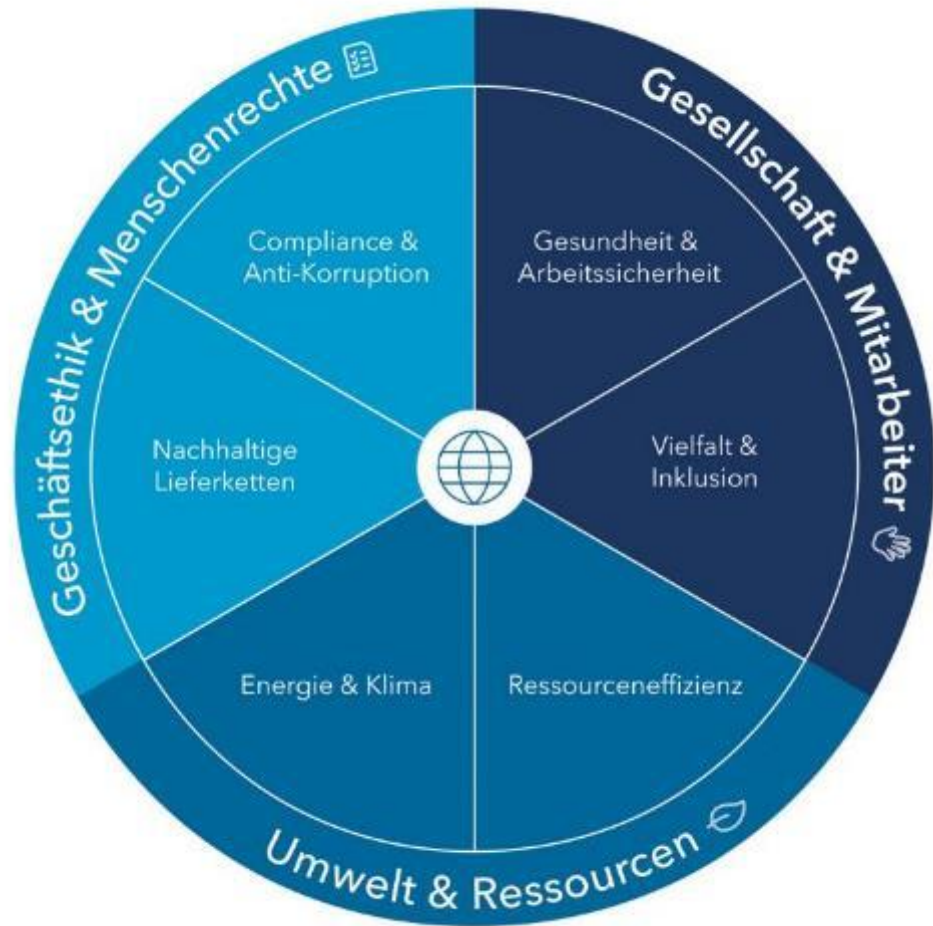 Geschäftsethik & Menschenrechte
Gesellschaft & Mitarbeiter
Compliance &
Anti-Korruption
Gesundheit &
Arbeitssicherheit
Nachhaltige
Lieferketten
Vielfalt &
Inklusion
Energie & Klima
Ressourceneffizienz
Umwelt & Ressourcen